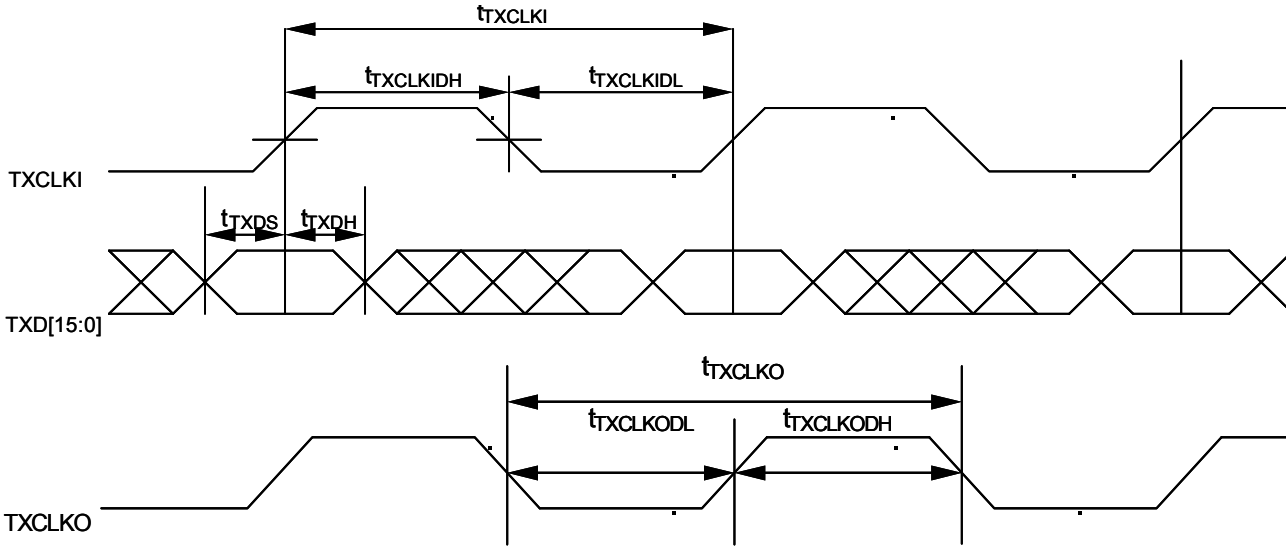 tTXCLKI
tTXCLKIDH
tTXCLKIDL
TXCLKI
tTXDS
tTXDH
TXD[15:0]
tTXCLKO
tTXCLKODL
tTXCLKODH
TXCLKO